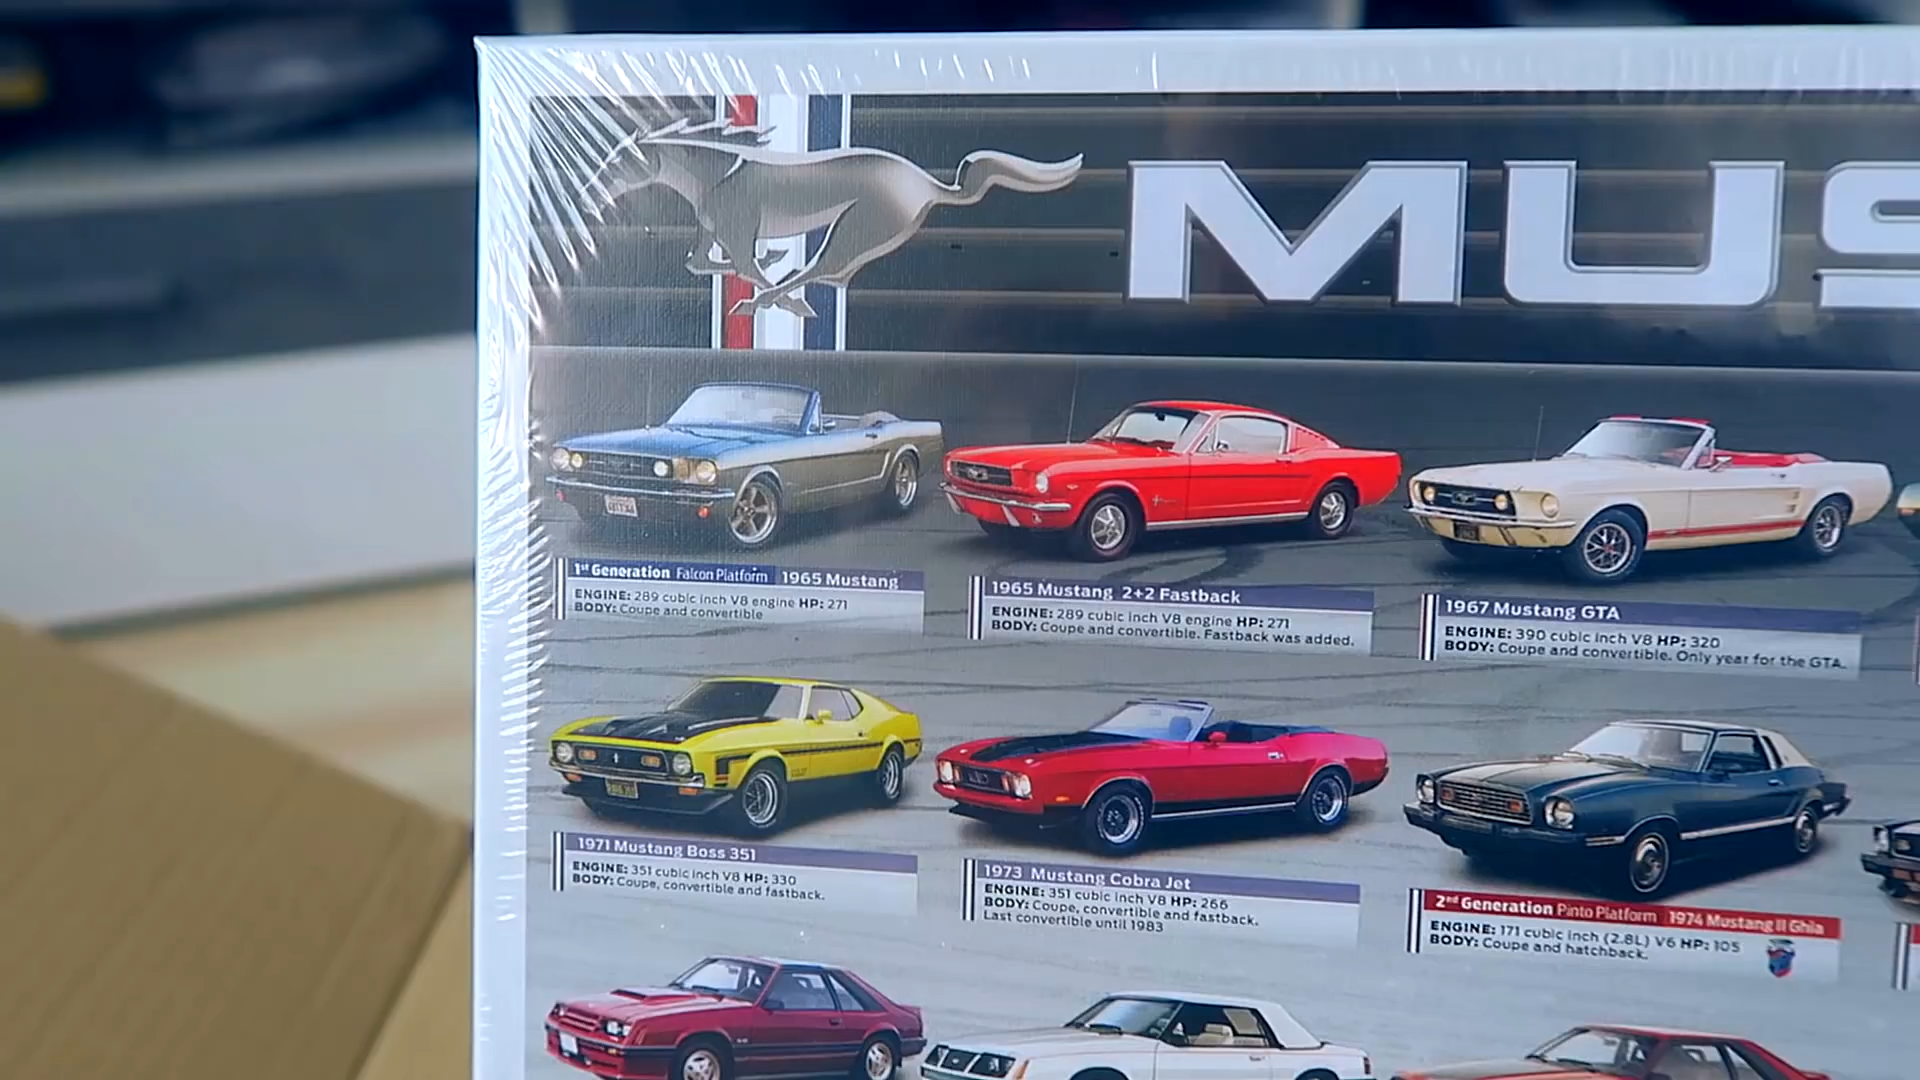 MUS
1st Generation Falcon Platform 1965 Mustang
ENGINE: 289 cubic inch V8 engine HP: 271
BODY: Coupe and convertible
1965 Mustang 2+2 Fastback
ENGINE: 289 cubic inch V8 engine HP: 271
BODY: Coupe and convertible. Fastback was added.
1967 Mustang GTA
ENGINE: 390 cubic inch V8 HP: 320
BODY: Coupe and convertible. Only year for the GTA.
1971 Mustang Boss 351
ENGINE: 351 cubic inch V8 HP: 330
BODY: Coupe, convertible and fastback.
1973 Mustang Cobra Jet
ENGINE: 351 cubic inch V8 HP: 266
BODY: Coupe, convertible and fastback.
Last convertible until 1983
2nd Generation Pinto Platform 1974 Mustang II Ghia
ENGINE: 171 cubic inch (2.8L) V6 HP: 105
BODY: Coupe and hatchback.